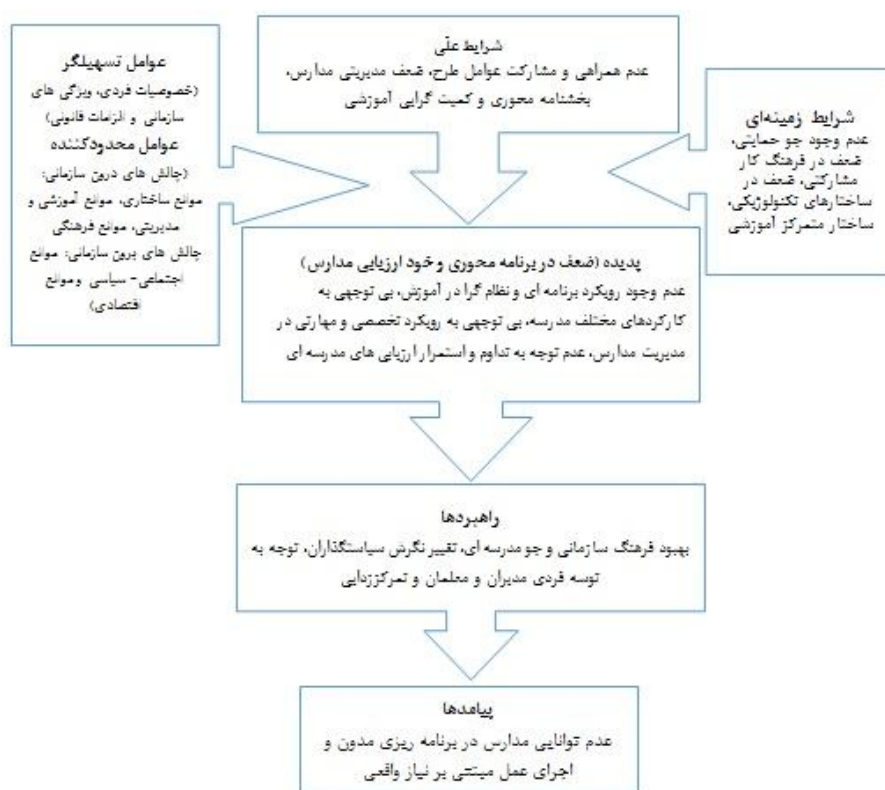 شرایط علّی
عدم همراهی و مشارکت عوامل طرح، ضعف مدیریتی مدارس،
بخشنامه محوری و کمیت گرایی آموزشی
شرایط زمینه‌ای
عدم وجود جو حمایتی،
ضعف در فرهنگ کار
مشارکتی، ضعف در
ساختارهای تکنولوژیکی،
ساختار متمرکز آموزشی
عوامل تسهیلگر
(خصوصیات فردی، ویژگی های
سازمانی و الزامات قانونی)
عوامل محدودکننده
(چالش های درون سازمانی:
موانع ساختاری، موانع آموزشی و
مدیریتی، موانع فرهنگی
چالش های برون سازمانی: موانع
اجتماعی- سیاسی و موانع
اقتصادی)
پدیده (ضعف در برنامه محوری و خود ارزیابی مدارس)
عدم وجود رویکرد برنامه ای و نظام گرا در آموزش، بی توجهی به
کارکردهای مختلف مدرسه، بی توجهی به رویکرد تخصصی و مهارتی در
مدیریت مدارس، عدم توجه به تداوم و استمرار ارزیابی های مدرسه ای
راهبردها
بهبود فرهنگ سازمانی و جو مدرسه ای، تغییر نگرش سیاستگذاران، توجه به
توسه فردی مدیران و معلمان و تمرکززدایی
پیامدها
عدم توانایی مدارس در برنامه ریزی مدون و
اجرای عمل مبتنی بر نیاز واقعی